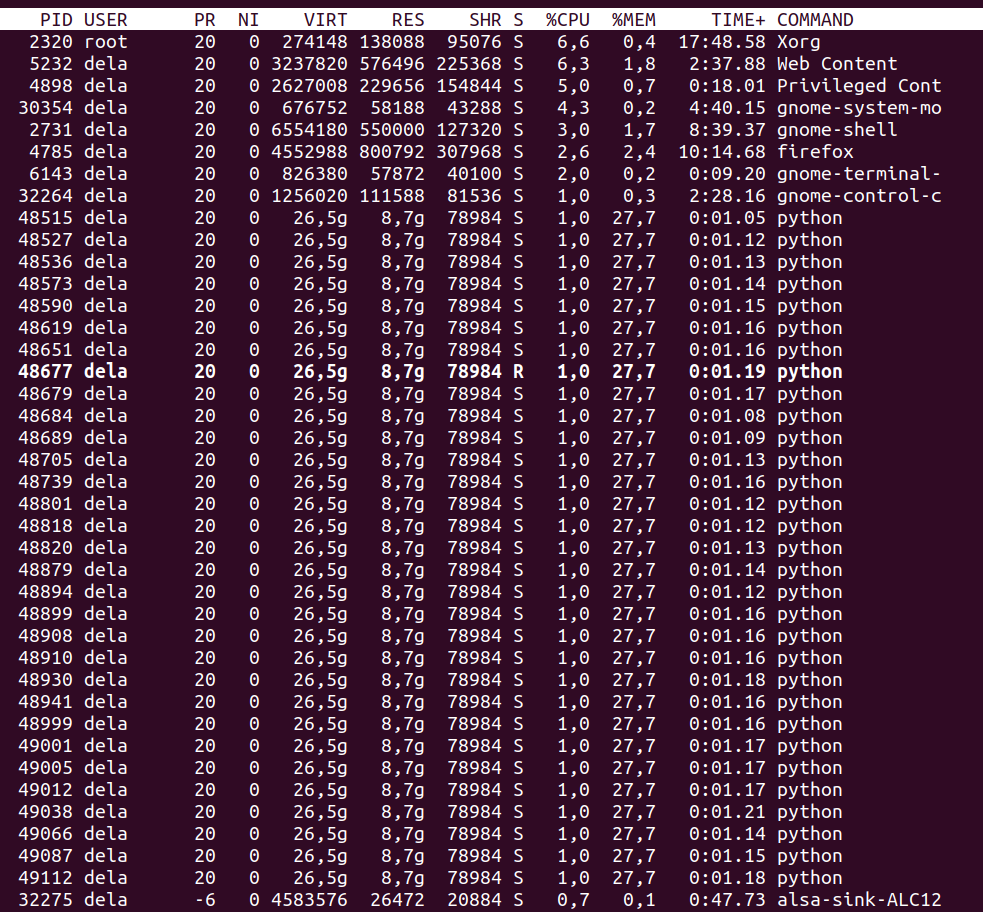 PID USER PR NI VIRT RES SHR S %CPU %MEM TIME+ COMMAND
2320 root 20 0 274148 138088 95076 S 6,6 0,4 17:48.58 Xorg
5232 dela 20 0 3237820 576496 225368 S 6,3 1,8 2:37.88 Web Content
4898 dela 20 0 2627008 229656 154844 S 5,0 0,7 0:18.01 Privileged Cont
30354 dela 20 0 676752 58188 43288 S 4,3 0,2 4:40.15 gnome-system-mo
2731 dela 20 0 6554180 550000 127320 S 3,0 1,7 8:39.37 gnome-shell
4785 dela 20 0 4552988 800792 307968 S 2,6 2,4 10:14.68 firefox
6143 dela 20 0 826380 57872 40100 S 2,0 0,2 0:09.20 gnome-terminal-
32264 dela 20 0 1256020 111588 81536 S 1,0 0,3 2:28.16 gnome-control-c
48515 dela 20 0 26,5g 8,7g 78984 S 1,0 27,7 0:01.05 python
48527 dela 20 0 26,5g 8,7g 78984 S 1,0 27,7 0:01.12 python
48536 dela 20 0 26,5g 8,7g 78984 S 1,0 27,7 0:01.13 python
48573 dela 20 0 26,5g 8,7g 78984 S 1,0 27,7 0:01.14 python
48590 dela 20 0 26,5g 8,7g 78984 S 1,0 27,7 0:01.15 python
48619 dela 20 0 26,5g 8,7g 78984 S 1,0 27,7 0:01.16 python
48651 dela 20 0 26,5g 8,7g 78984 S 1,0 27,7 0:01.16 python
48677 dela 20 0 26,5g 8,7g 78984 R 1,0 27,7 0:01.19 python
48679 dela 20 0 26,5g 8,7g 78984 S 1,0 27,7 0:01.17 python
48684 dela 20 0 26,5g 8,7g 78984 S 1,0 27,7 0:01.08 python
48689 dela 20 0 26,5g 8,7g 78984 S 1,0 27,7 0:01.09 python
48705 dela 20 0 26,5g 8,7g 78984 S 1,0 27,7 0:01.13 python
48739 dela 20 0 26,5g 8,7g 78984 S 1,0 27,7 0:01.16 python
48801 dela 20 0 26,5g 8,7g 78984 S 1,0 27,7 0:01.12 python
48818 dela 20 0 26,5g 8,7g 78984 S 1,0 27,7 0:01.12 python
48820 dela 20 0 26,5g 8,7g 78984 S 1,0 27,7 0:01.13 python
48879 dela 20 0 26,5g 8,7g 78984 S 1,0 27,7 0:01.14 python
48894 dela 20 0 26,5g 8,7g 78984 S 1,0 27,7 0:01.12 python
48899 dela 20 0 26,5g 8,7g 78984 S 1,0 27,7 0:01.16 python
48908 dela 20 0 26,5g 8,7g 78984 S 1,0 27,7 0:01.16 python
48910 dela 20 0 26,5g 8,7g 78984 S 1,0 27,7 0:01.16 python
48930 dela 20 0 26,5g 8,7g 78984 S 1,0 27,7 0:01.18 python
48941 dela 20 0 26,5g 8,7g 78984 S 1,0 27,7 0:01.16 python
48999 dela 20 0 26,5g 8,7g 78984 S 1,0 27,7 0:01.16 python
49001 dela 20 0 26,5g 8,7g 78984 S 1,0 27,7 0:01.17 python
49005 dela 20 0 26,5g 8,7g 78984 S 1,0 27,7 0:01.17 python
49012 dela 20 0 26,5g 8,7g 78984 S 1,0 27,7 0:01.17 python
49038 dela 20 0 26,5g 8,7g 78984 S 1,0 27,7 0:01.21 python
49066 dela 20 0 26,5g 8,7g 78984 S 1,0 27,7 0:01.14 python
49087 dela 20 0 26,5g 8,7g 78984 S 1,0 27,7 0:01.15 python
49112 dela 20 0 26,5g 8,7g 78984 S 1,0 27,7 0:01.18 python
32275 dela -6 0 4583576 26472 20884 S 0,7 0,1 0:47.73 alsa-sink-ALC12